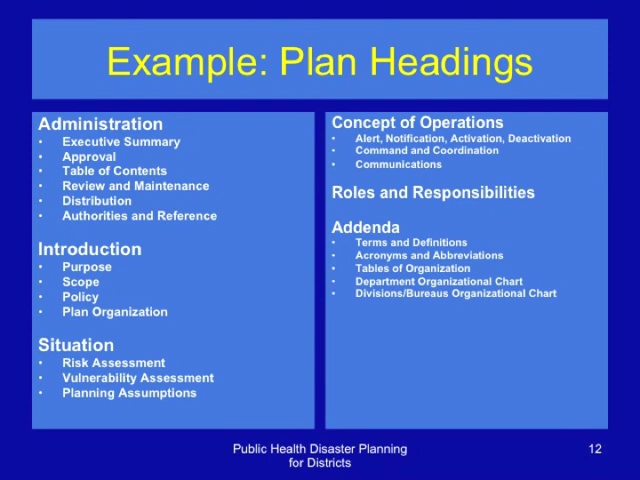 Example: Plan Headings
Administration
• Executive Summary
• Approval
• Table of Contents
• Review and Maintenance
• Distribution
• Authorities and Reference
Introduction
• Purpose
• Scope
• Policy
• Plan Organization
Situation
• Risk Assessment
• Vulnerability Assessment
• Planning Assumptions
Concept of Operations
• Alert, Notification, Activation, Deactivation
• Command and Coordination
• Communications
Roles and Responsibilities
Addenda
• Terms and Definitions
• Acronyms and Abbreviations
• Tables of Organization
• Department Organizational Chart
• Divisions/Bureaus Organizational Chart
Public Health Disaster Planning
for Districts
12